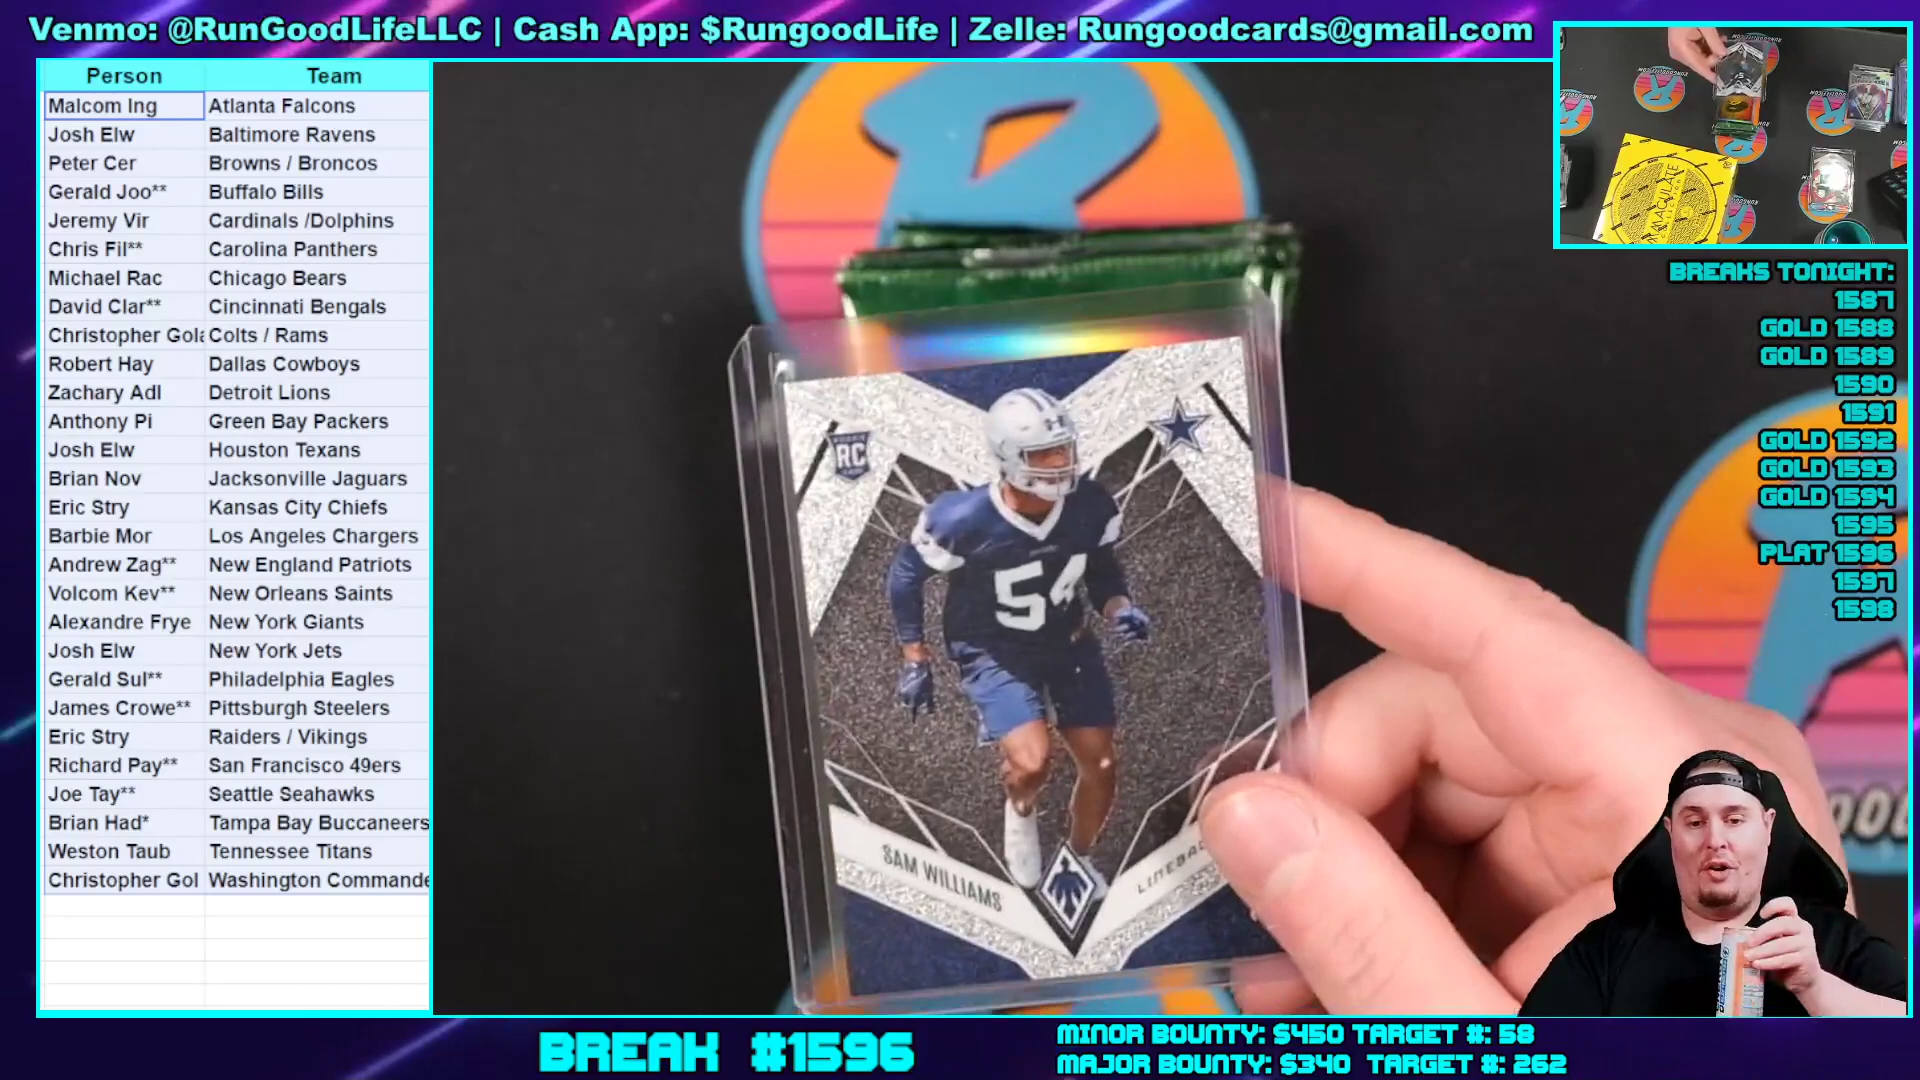 Venmo: @RunGoodLifeLLC | Cash App: $RungoodLife | Zelle: Rungoodcards@gmail.com
Person Team
Malcom Ing Atlanta Falcons
Josh Elw Baltimore Ravens
Peter Cer Browns / Broncos
Gerald Joo** Buffalo Bills
Jeremy Vir Cardinals /Dolphins
Chris Fil** Carolina Panthers
Michael Rac Chicago Bears
David Clar** Cincinnati Bengals
Christopher Gola Colts / Rams
Robert Hay Dallas Cowboys
Zachary Adl Detroit Lions
Anthony Pi Green Bay Packers
Josh Elw Houston Texans
Brian Nov Jacksonville Jaguars
Eric Stry Kansas City Chiefs
Barbie Mor Los Angeles Chargers
Andrew Zag** New England Patriots
Volcom Kev** New Orleans Saints
Alexandre Frye New York Giants
Josh Elw New York Jets
Gerald Sul** Philadelphia Eagles
James Crowe** Pittsburgh Steelers
Eric Stry Raiders / Vikings
Richard Pay** San Francisco 49ers
Joe Tay** Seattle Seahawks
Brian Had* Tampa Bay Buccaneers
Weston Taub Tennessee Titans
Christopher Gol Washington Commande
RC
54
SAM WILLIAMS
LINEBAC
BREAKS TONIGHT:
1587
GOLD 1588
GOLD 1589
1590
1591
GOLD 1592
GOLD 1593
GOLD 1594
1595
PLAT 1596
1597
1598
BREAK #1596
MINOR BOUNTY: $450 TARGET #: 58
MAJOR BOUNTY: $340 TARGET #: 262